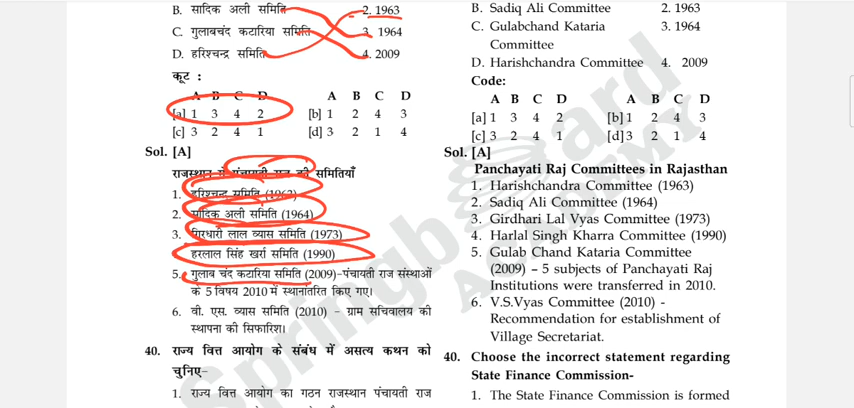 B. सादिक अली समिति 2. 1963
C. गुलाबचंद कटारिया समिति 3. 1964
D. हरिश्चन्द्र समिति 4. 2009
कूट :
A B C D A B C D
[a] 1 3 4 2 [b] 1 2 4 3
[c] 3 2 4 1 [d] 3 2 1 4
Sol. [A]
राजस्थान में पंचायती राज की समितियाँ
1. हरिश्चन्द्र समिति (1963)
2. सादिक अली समिति (1964)
3. गिरधारी लाल व्यास समिति (1973)
हरलाल सिंह खर्रा समिति (1990)
5. गुलाब चंद कटारिया समिति (2009)-पंचायती राज संस्थाओं
के 5 विषय 2010 में स्थानांतरित किए गए।
6. वी. एस. व्यास समिति (2010) - ग्राम सचिवालय की
स्थापना की सिफारिश।
40. राज्य वित्त आयोग के संबंध में असत्य कथन को
चुनिए-
1. राज्य वित्त आयोग का गठन राजस्थान पंचायती राज
B. Sadiq Ali Committee 2. 1963
C. Gulabchand Kataria 3. 1964
Committee
D. Harishchandra Committee 4. 2009
Code:
A B C D A B C D
[a] 1 3 4 2 [b] 1 2 4 3
[c] 3 2 4 1 [d] 3 2 1 4
Sol. [A]
Panchayati Raj Committees in Rajasthan
1. Harishchandra Committee (1963)
2. Sadiq Ali Committee (1964)
3. Girdhari Lal Vyas Committee (1973)
4. Harlal Singh Kharra Committee (1990)
5. Gulab Chand Kataria Committee
(2009) – 5 subjects of Panchayati Raj
Institutions were transferred in 2010.
6. V.S.Vyas Committee (2010) -
Recommendation for establishment of
Village Secretariat.
40. Choose the incorrect statement regarding
State Finance Commission-
1. The State Finance Commission is formed
Springboard
ACADEMY